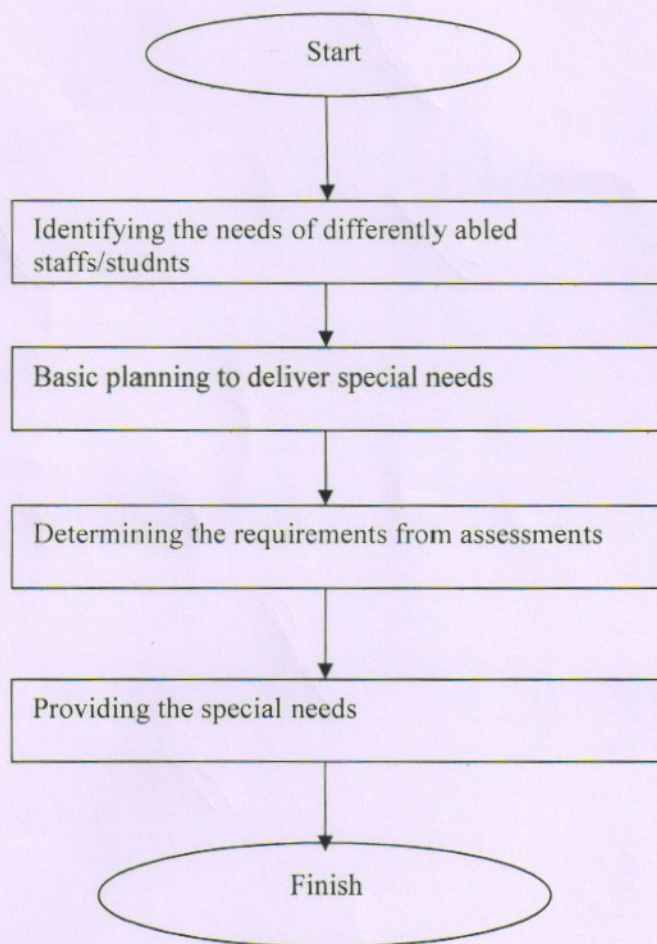 Start
Identifying the needs of differently abled
staffs/studnts
Basic planning to deliver special needs
Determining the requirements from assessments
Providing the special needs
Finish